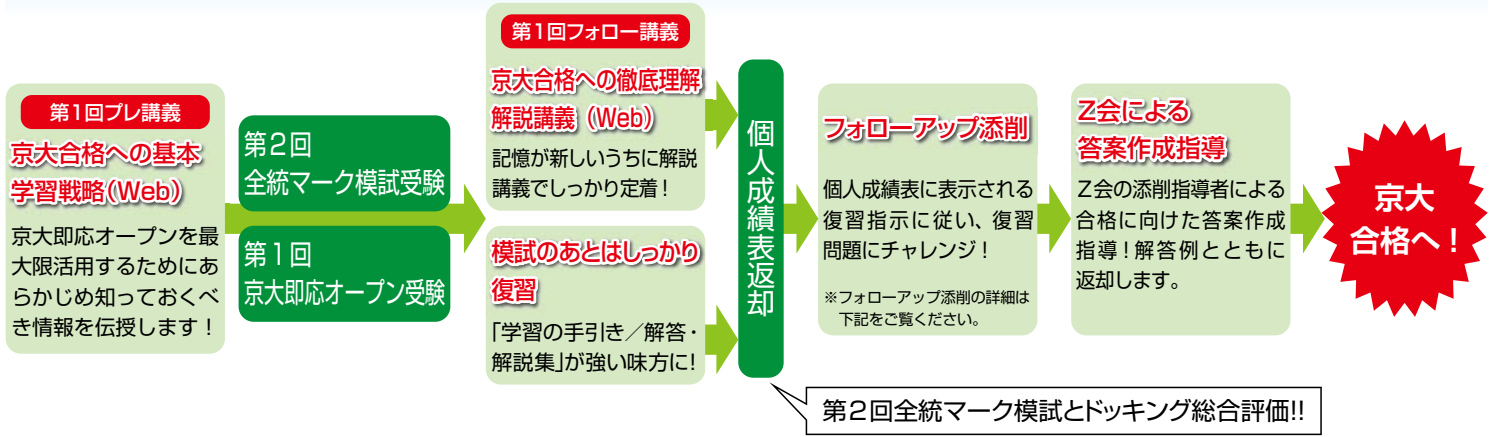 第1回プレ講義
京大合格への基本
学習戦略(Web)
京大即応オープンを最
大限活用するためにあ
らかじめ知っておくべ
き情報を伝授します！
第2回
全統マーク模試受験
第1回
京大即応オープン受験
第1回フォロー講義
京大合格への徹底理解
解説講義（Web）
記憶が新しいうちに解説
講義でしっかり定着！
模試のあとはしっかり
復習
「学習の手引き／解答・
解説集」が強い味方に！
個人成績表返却
フォローアップ添削
個人成績表に表示される
復習指示に従い、復習
問題にチャレンジ！
※フォローアップ添削の詳細は
下記をご覧ください。
Z会による
答案作成指導
Z会の添削指導者による
合格に向けた答案作成
指導！解答例とともに
返却します。
京大
合格へ！
第2回全統マーク模試とドッキング総合評価!!